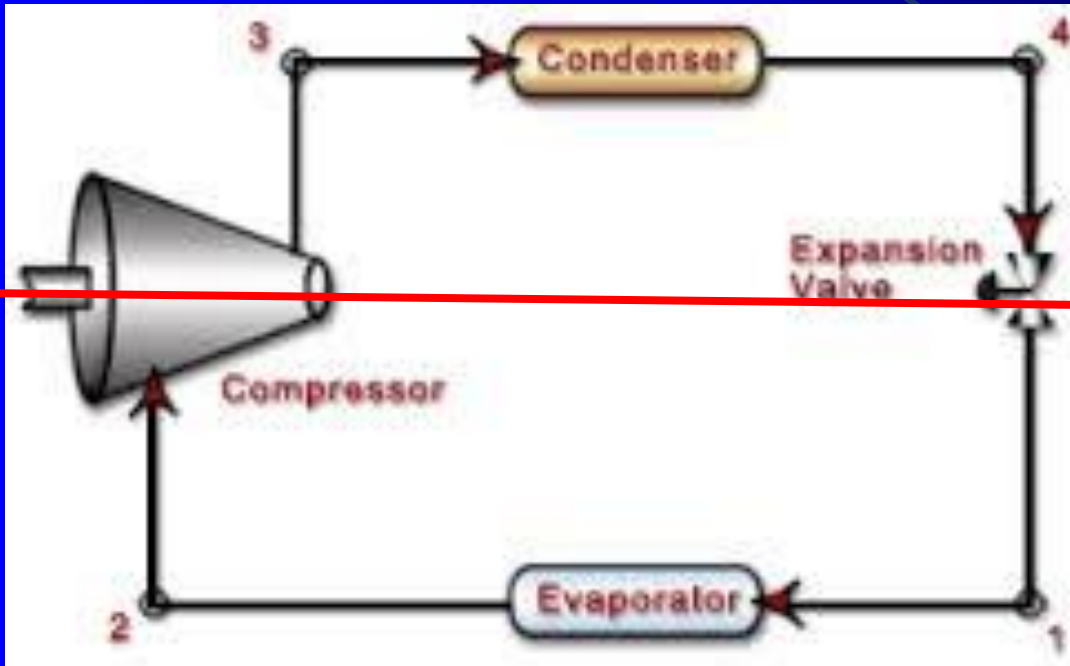 3
Condenser
4
Expansion
Valve
Compressor
2
Evaporator
1